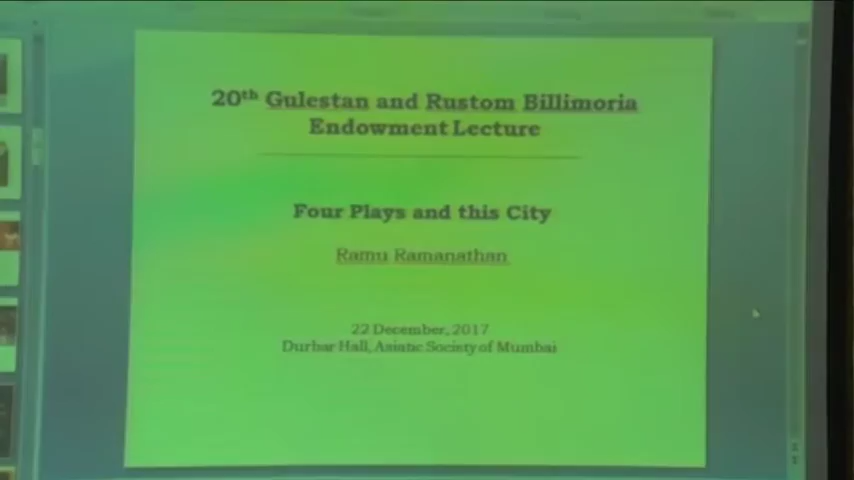 20th Gulestan and Rustom Billimoria
Endowment Lecture
Four Plays and this City
Ramu Ramanathan
22 December, 2017
Durbar Hall, Asiatic Society of Mumbai